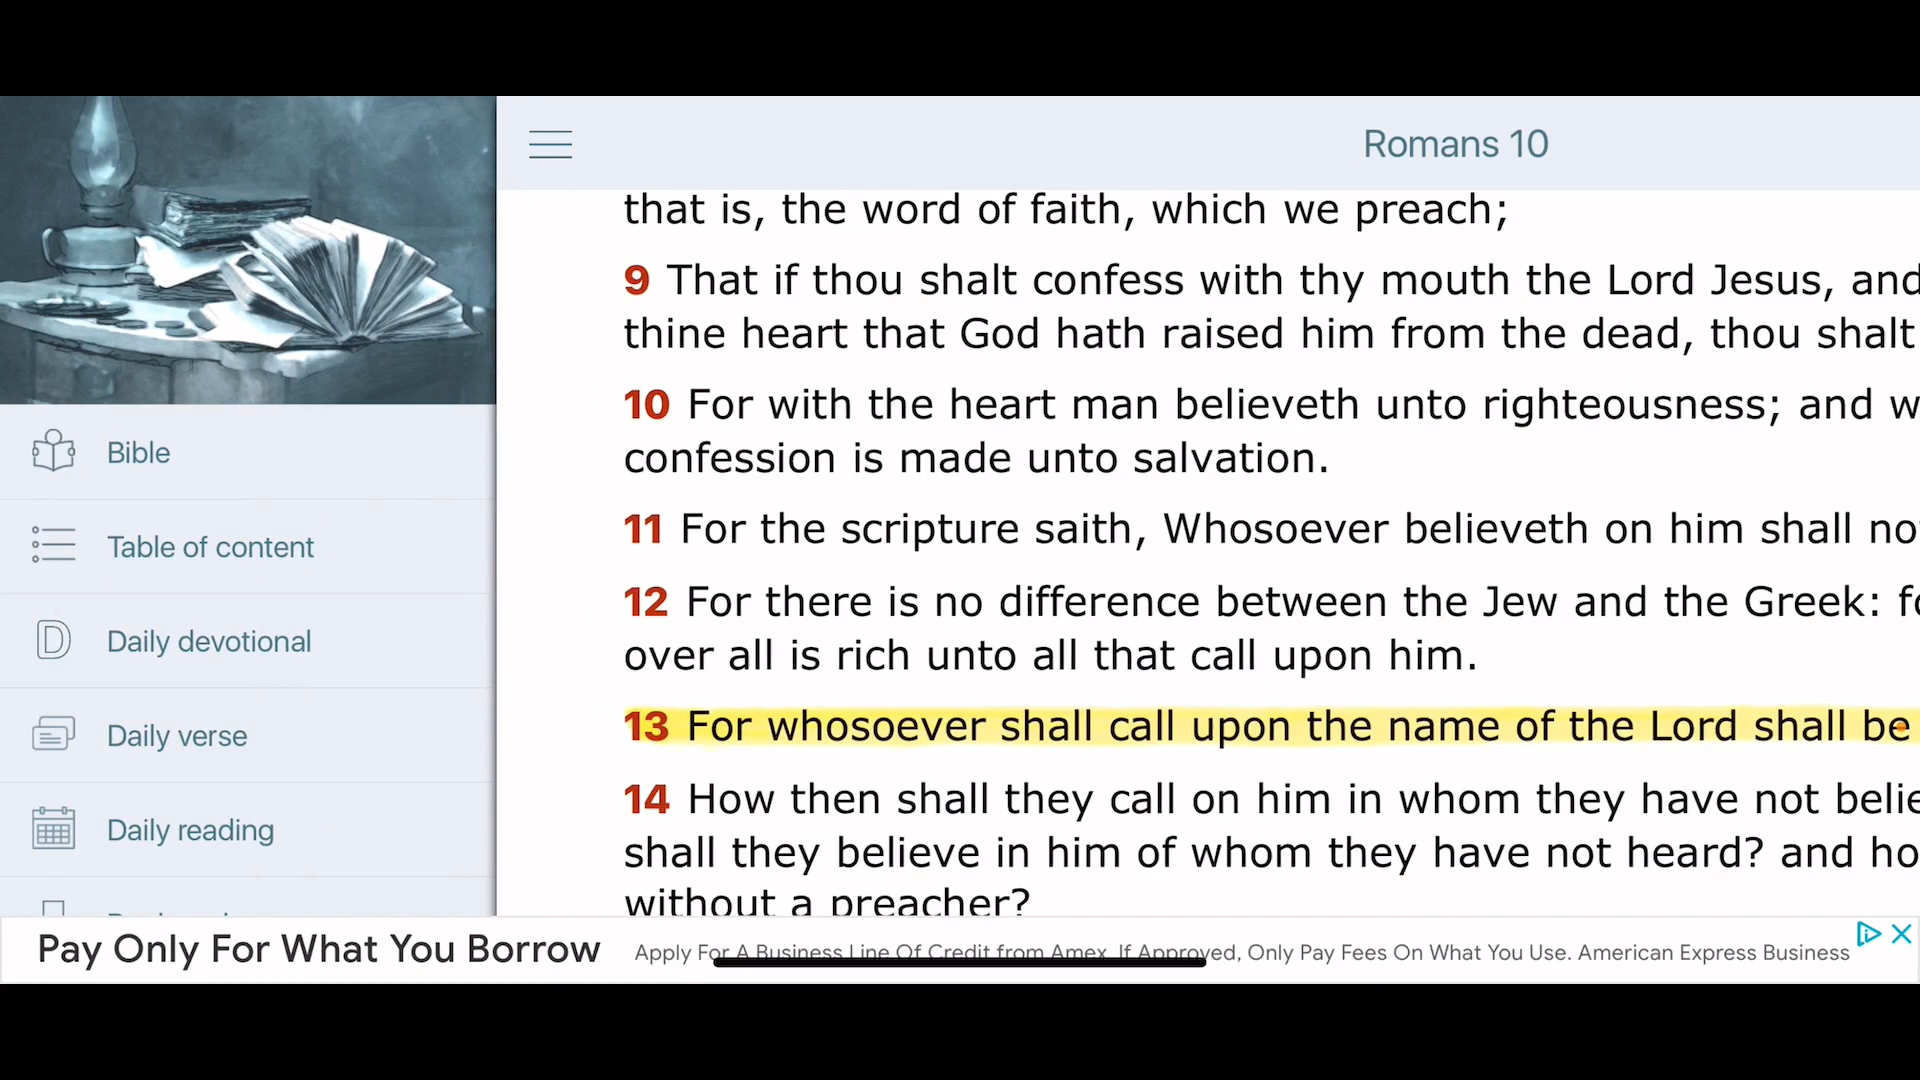 Romans 10
that is, the word of faith, which we preach;
9 That if thou shalt confess with thy mouth the Lord Jesus, and
thine heart that God hath raised him from the dead, thou shalt
10 For with the heart man believeth unto righteousness; and w
confession is made unto salvation.
11 For the scripture saith, Whosoever believeth on him shall no
12 For there is no difference between the Jew and the Greek: fo
over all is rich unto all that call upon him.
13 For whosoever shall call upon the name of the Lord shall be
14 How then shall they call on him in whom they have not belie
shall they believe in him of whom they have not heard? and ho
without a preacher?
Bible
Table of content
D Daily devotional
Daily verse
Daily reading
Pay Only For What You Borrow
Apply For A Business Line Of Credit from Amex. If Approved, Only Pay Fees On What You Use. American Express Business